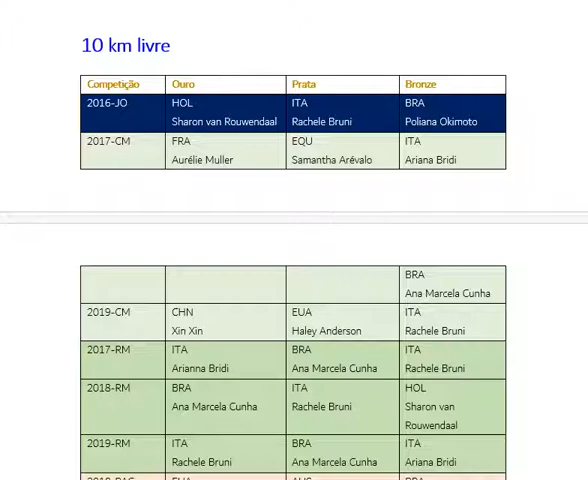 10 km livre
Competição Ouro Prata Bronze
2016-JO HOL ITA BRA
Sharon van Rouwendaal Rachele Bruni Poliana Okimoto
2017-CM FRA EQU ITA
Aurélie Muller Samantha Arévalo Ariana Bridi
BRA
Ana Marcela Cunha
2019-CM CHN EUA ITA
Xin Xin Haley Anderson Rachele Bruni
2017-RM ITA BRA ITA
Arianna Bridi Ana Marcela Cunha Rachele Bruni
2018-RM BRA ITA HOL
Ana Marcela Cunha Rachele Bruni Sharon van
Rouwendaal
2019-RM ITA BRA ITA
Rachele Bruni Ana Marcela Cunha Ariana Bridi